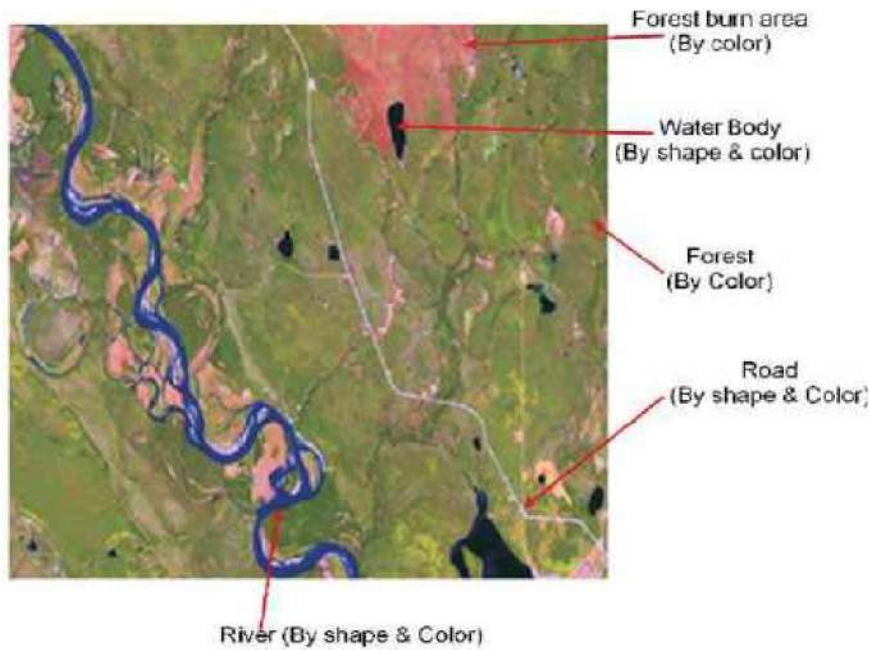 Forest burn area
(By color)
Water Body
(By shape & color)
Forest
(By Color)
Road
(By shape & Color)
River (By shape & Color)